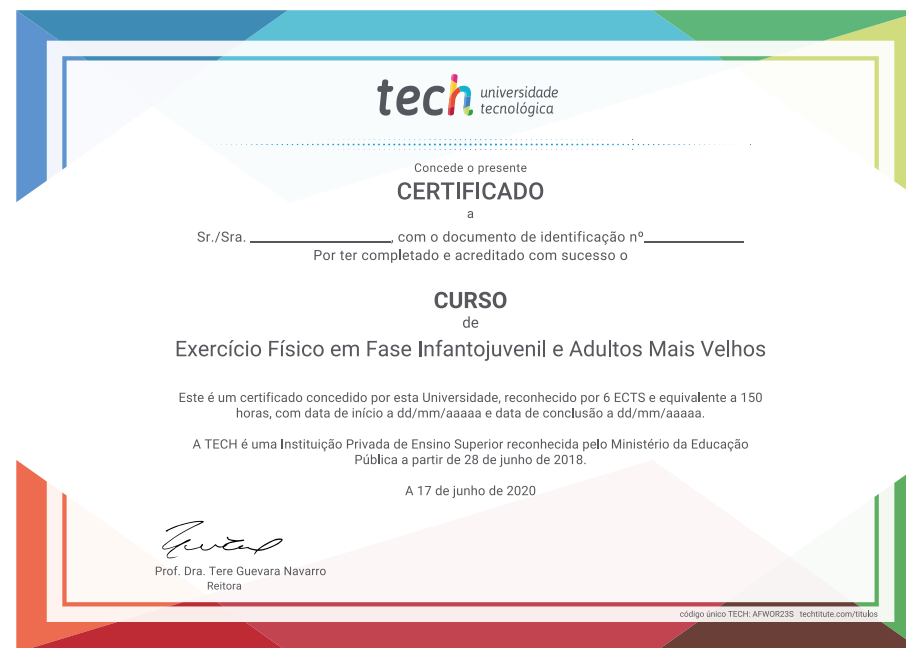 tech universidade
tecnológica
Concede o presente
CERTIFICADO
a
Sr./Sra. ____________________, com o documento de identificação nº______________
Por ter completado e acreditado com sucesso o
CURSO
de
Exercício Físico em Fase Infantojuvenil e Adultos Mais Velhos
Este é um certificado concedido por esta Universidade, reconhecido por 6 ECTS e equivalente a 150
horas, com data de início a dd/mm/aaaaa e data de conclusão a dd/mm/aaaaa.
A TECH é uma Instituição Privada de Ensino Superior reconhecida pelo Ministério da Educação
Pública a partir de 28 de junho de 2018.
A 17 de junho de 2020
Prof. Dra. Tere Guevara Navarro
Reitora
código único TECH: AFWOR23S techtitute.com/titulos